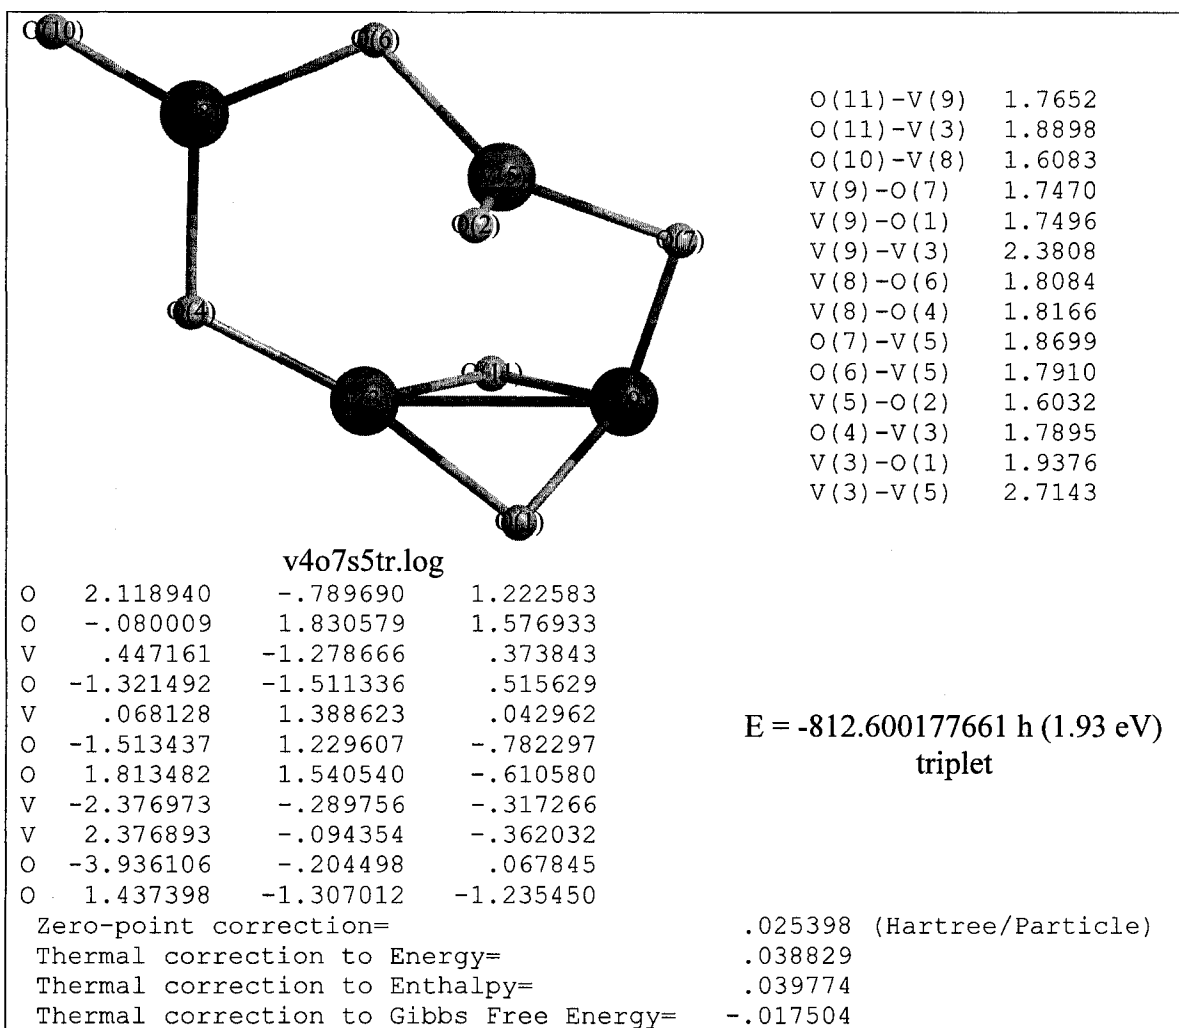 O(10)
O(6)
O(2)
O(7)
O(4)
O(11)
O(1)
O(11)-V(9) 1.7652
O(11)-V(3) 1.8898
O(10)-V(8) 1.6083
V(9)-O(7) 1.7470
V(9)-O(1) 1.7496
V(9)-V(3) 2.3808
V(8)-O(6) 1.8084
V(8)-O(4) 1.8166
O(7)-V(5) 1.8699
O(6)-V(5) 1.7910
V(5)-O(2) 1.6032
O(4)-V(3) 1.7895
V(3)-O(1) 1.9376
V(3)-V(5) 2.7143
v4o7s5tr.log
O 2.118940 -.789690 1.222583
O -.080009 1.830579 1.576933
V .447161 -1.278666 .373843
O -1.321492 -1.511336 .515629
V .068128 1.388623 .042962
O -1.513437 1.229607 -.782297
O 1.813482 1.540540 -.610580
V -2.376973 -.289756 -.317266
V 2.376893 -.094354 -.362032
O -3.936106 -.204498 .067845
O 1.437398 -1.307012 -1.235450
E = -812.600177661 h (1.93 eV)
triplet
Zero-point correction= .025398 (Hartree/Particle)
Thermal correction to Energy= .038829
Thermal correction to Enthalpy= .039774
Thermal correction to Gibbs Free Energy= -.017504